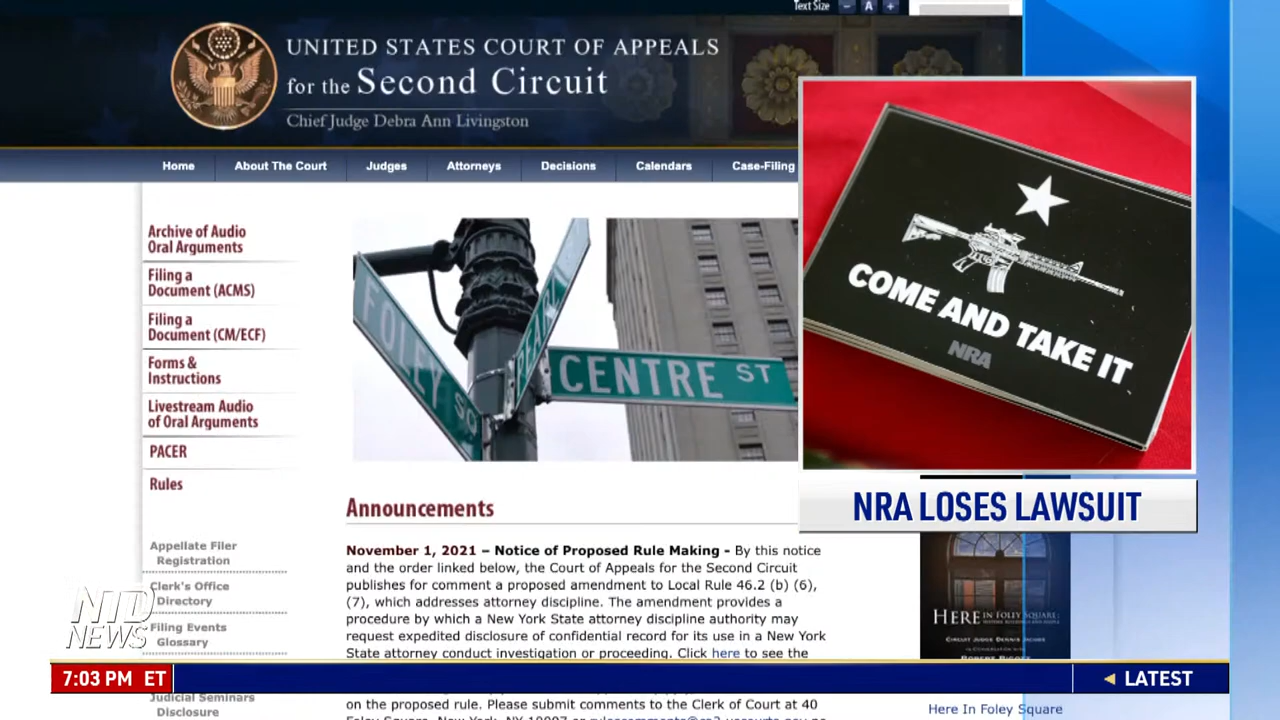 Text Size - A +
UNITED STATES COURT OF APPEALS
for the Second Circuit
Chief Judge Debra Ann Livingston
Home About The Court Judges Attorneys Decisions Calendars Case-Filing
Archive of Audio
Oral Arguments
Filing a
Document (ACMS)
Filing a
Document (CM/ECF)
Forms &
Instructions
Livestream Audio
of Oral Arguments
PACER
Rules
Appellate Filer
Registration
Clerk's Office
Directory
Filing Events
Glossary
Judicial Seminars
Disclosure
FOLEY SQ
PEARL
CENTRE ST
Announcements
November 1, 2021 – Notice of Proposed Rule Making - By this notice
and the order linked below, the Court of Appeals for the Second Circuit
publishes for comment a proposed amendment to Local Rule 46.2 (b) (6),
(7), which addresses attorney discipline. The amendment provides a
procedure by which a New York State attorney discipline authority may
request expedited disclosure of confidential record for its use in a New York
State attorney conduct investigation or proceeding. Click here to see the
on the proposed rule. Please submit comments to the Clerk of Court at 40
COME AND TAKE IT
NRA
NRA LOSES LAWSUIT
HERE IN FOLEY SQUARE:
CIRCUIT JUDGE DENNIS JACOBS
IN CONVERSATION WITH
Here In Foley Square
NTD
NEWS
7:03 PM ET
LATEST